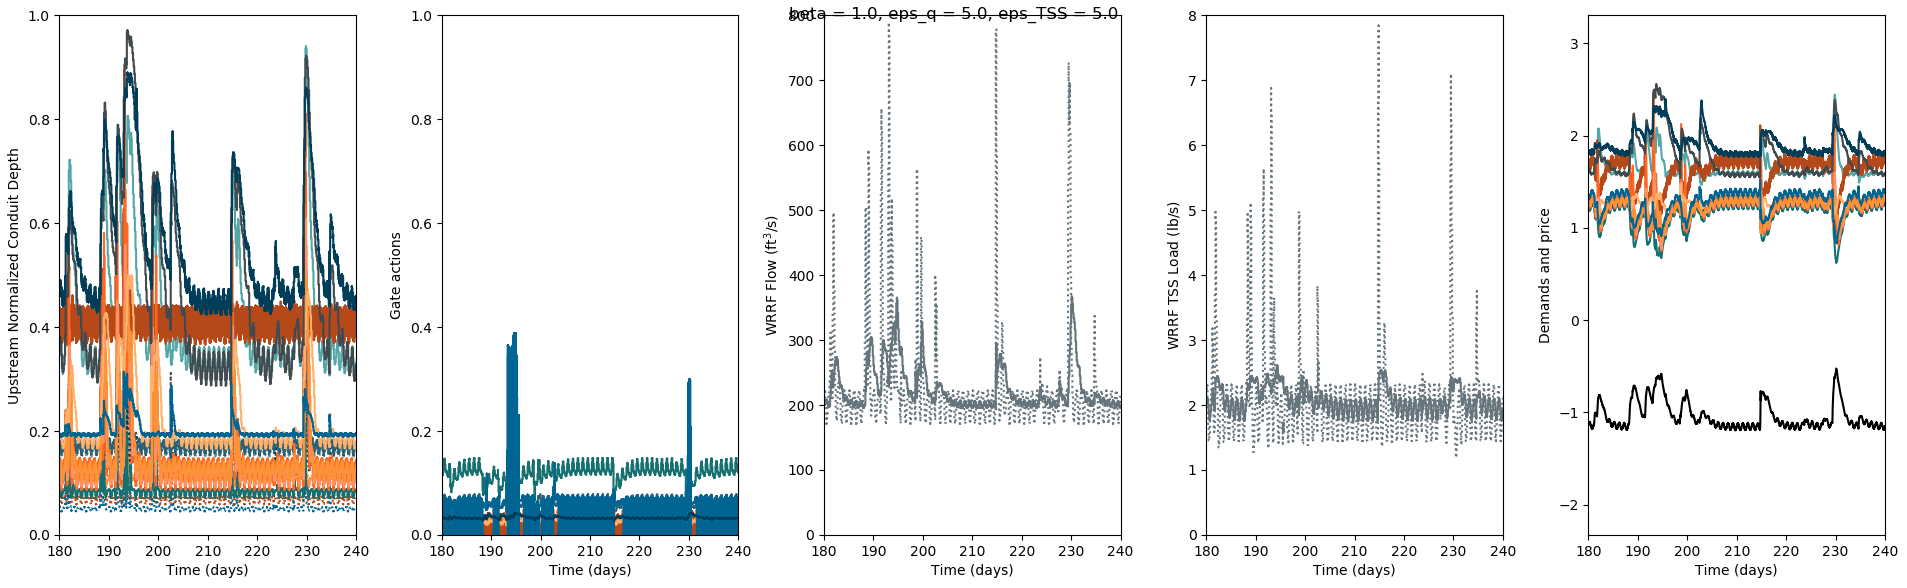 beta = 1.0, eps_q = 5.0, eps_TSS = 5.0
Upstream Normalized Conduit Depth
1.0
0.8
0.6
0.4
0.2
0.0
180 190 200 210 220 230 240
Time (days)
Gate actions
1.0
0.8
0.6
0.4
0.2
0.0
180 190 200 210 220 230 240
Time (days)
WRRF Flow (ft³/s)
800
700
600
500
400
300
200
100
0
180 190 200 210 220 230 240
Time (days)
WRRF TSS Load (lb/s)
8
7
6
5
4
3
2
1
0
180 190 200 210 220 230 240
Time (days)
Demands and price
3
2
1
0
−1
−2
180 190 200 210 220 230 240
Time (days)